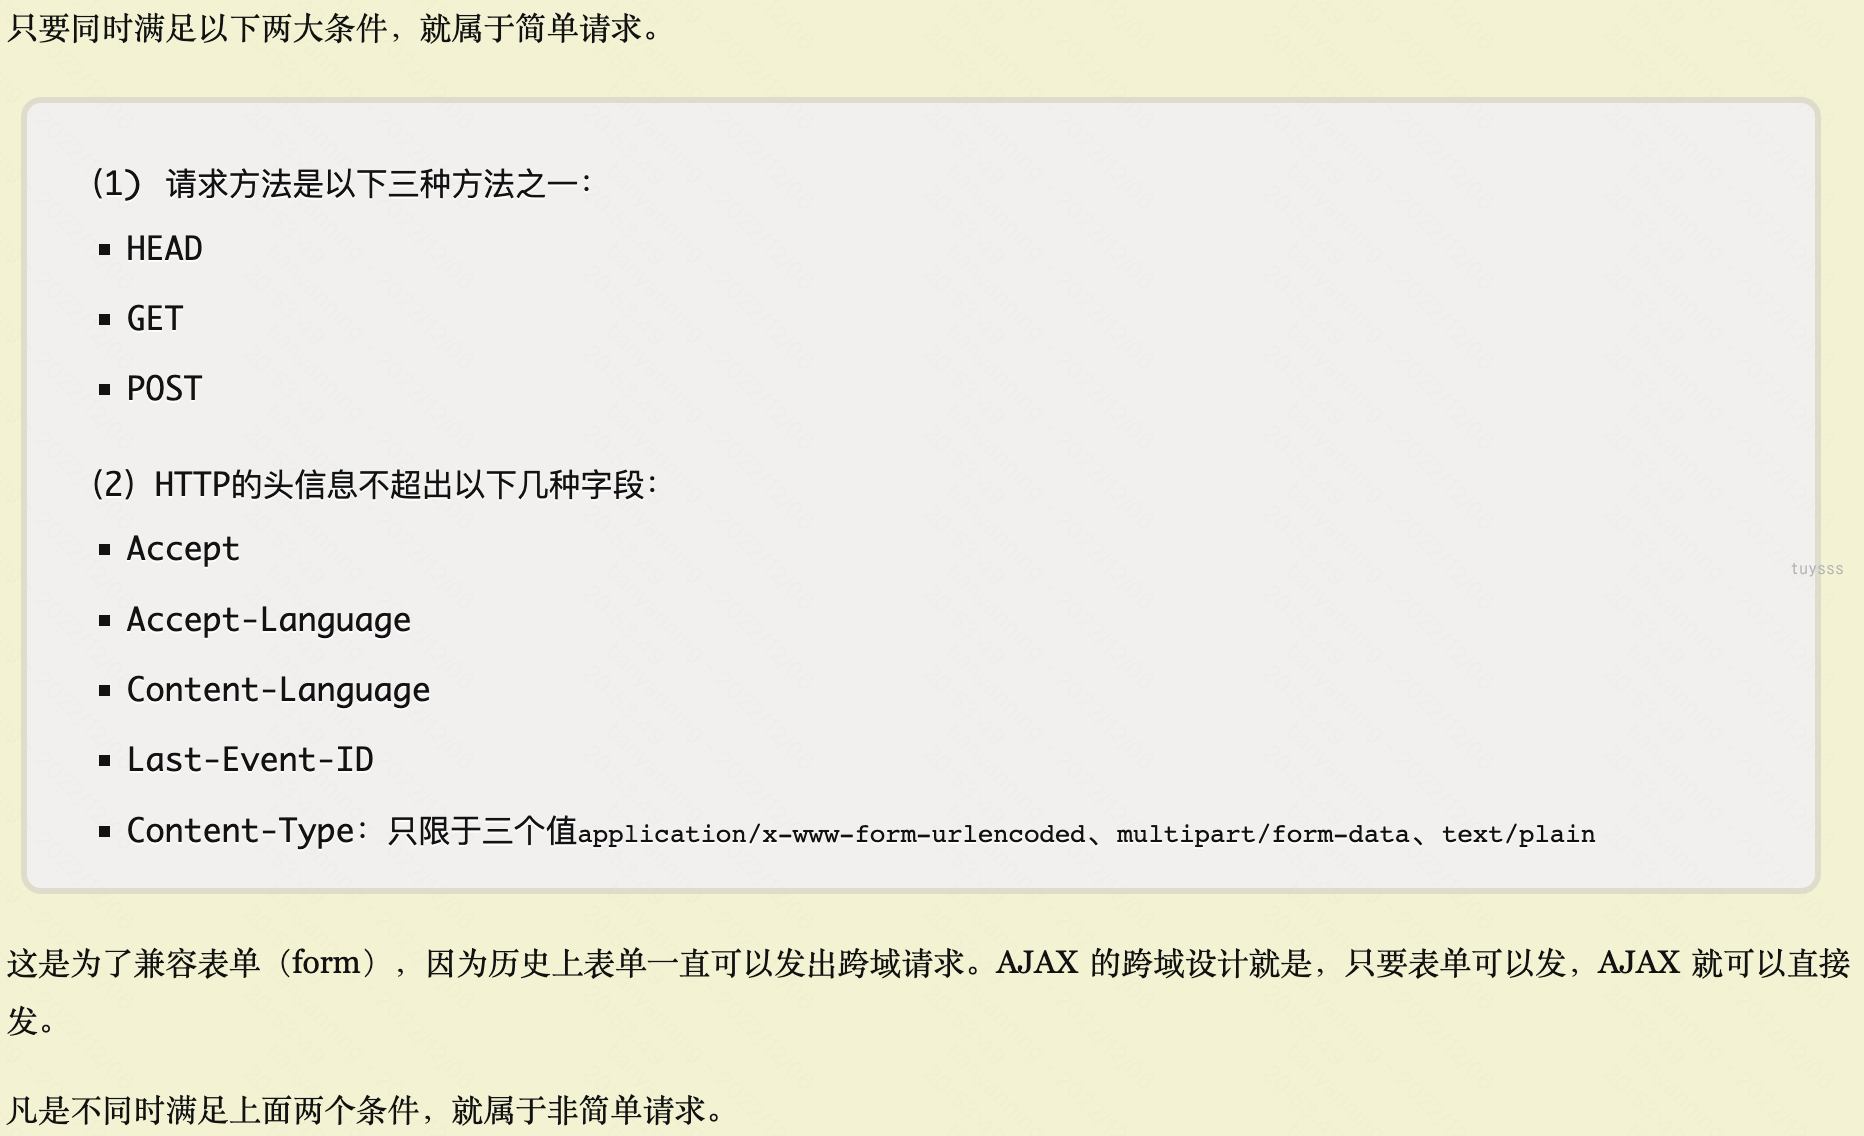 只要同时满足以下两大条件，就属于简单请求。
（1） 请求方法是以下三种方法之一：
HEAD
GET
POST
（2）HTTP的头信息不超出以下几种字段：
Accept
Accept-Language
Content-Language
Last-Event-ID
Content-Type：只限于三个值application/x-www-form-urlencoded、multipart/form-data、text/plain
tuysss
这是为了兼容表单（form），因为历史上表单一直可以发出跨域请求。AJAX 的跨域设计就是，只要表单可以发，AJAX 就可以直接
发。
凡是不同时满足上面两个条件，就属于非简单请求。